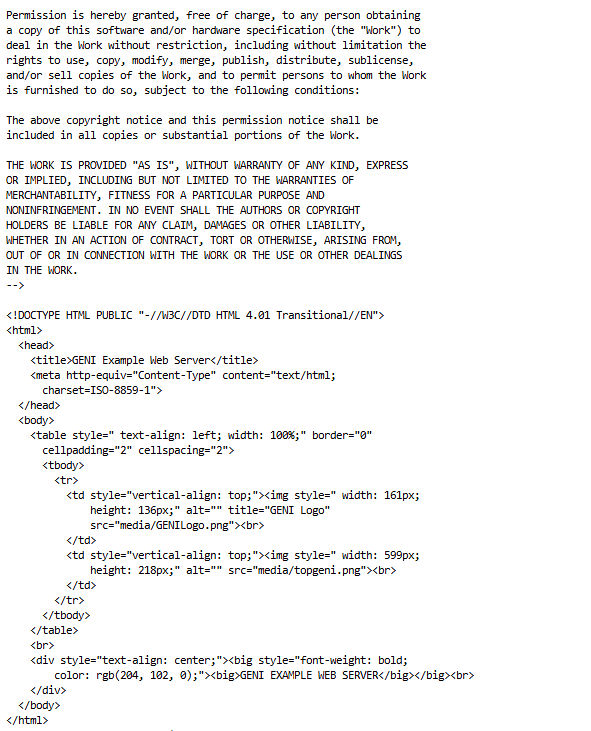 Permission is hereby granted, free of charge, to any person obtaining
a copy of this software and/or hardware specification (the "Work") to
deal in the Work without restriction, including without limitation the
rights to use, copy, modify, merge, publish, distribute, sublicense,
and/or sell copies of the Work, and to permit persons to whom the Work
is furnished to do so, subject to the following conditions:

The above copyright notice and this permission notice shall be
included in all copies or substantial portions of the Work.

THE WORK IS PROVIDED "AS IS", WITHOUT WARRANTY OF ANY KIND, EXPRESS
OR IMPLIED, INCLUDING BUT NOT LIMITED TO THE WARRANTIES OF
MERCHANTABILITY, FITNESS FOR A PARTICULAR PURPOSE AND
NONINFRINGEMENT. IN NO EVENT SHALL THE AUTHORS OR COPYRIGHT
HOLDERS BE LIABLE FOR ANY CLAIM, DAMAGES OR OTHER LIABILITY,
WHETHER IN AN ACTION OF CONTRACT, TORT OR OTHERWISE, ARISING FROM,
OUT OF OR IN CONNECTION WITH THE WORK OR THE USE OR OTHER DEALINGS
IN THE WORK.
-->

<!DOCTYPE HTML PUBLIC "-//W3C//DTD HTML 4.01 Transitional//EN">
<html>
  <head>
    <title>GENI Example Web Server</title>
    <meta http-equiv="Content-Type" content="text/html;
      charset=ISO-8859-1">
  </head>
  <body>
    <table style=" text-align: left; width: 100%;" border="0"
      cellpadding="2" cellspacing="2">
      <tbody>
        <tr>
          <td style="vertical-align: top;"><img style=" width: 161px;
              height: 136px;" alt="" title="GENI Logo"
              src="media/GENILogo.png"><br>
          </td>
          <td style="vertical-align: top;"><img style=" width: 599px;
              height: 218px;" alt="" src="media/topgeni.png"><br>
          </td>
        </tr>
      </tbody>
    </table>
    <br>
    <div style="text-align: center;"><big style="font-weight: bold;
        color: rgb(204, 102, 0);"><big>GENI EXAMPLE WEB SERVER</big></big><br>
    </div>
  </body>
</html>